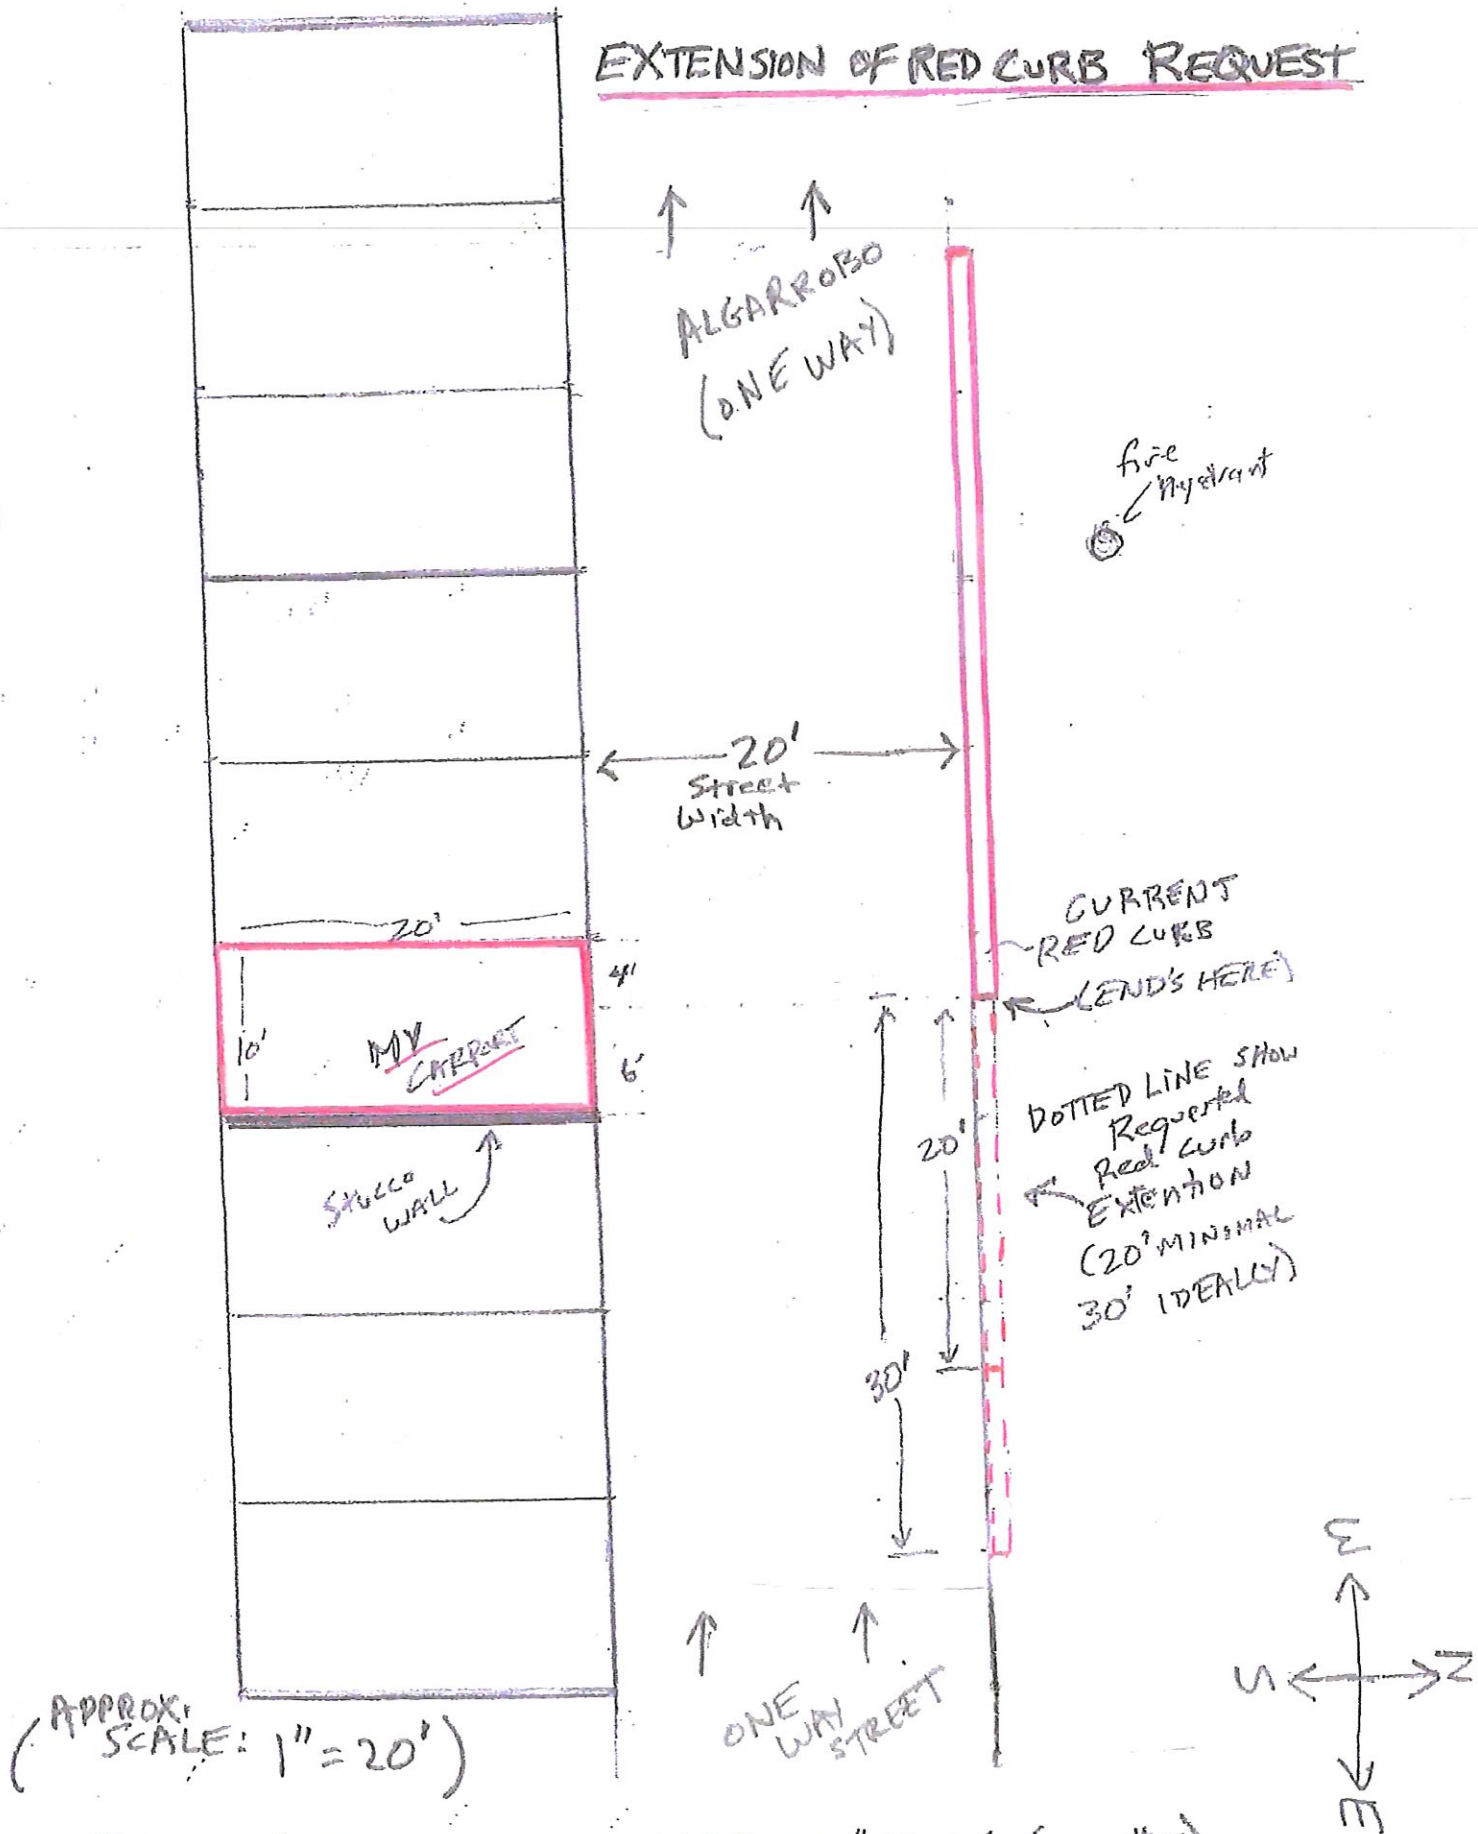 EXTENSION OF RED CURB REQUEST
ALGARROBO
(ONE WAY)
fire
hydrant
20'
Street
Width
CURRENT
RED CURB
(END'S HERE)
20'
10'
MY
CARPORT
4'
6'
STUCCO
WALL
20'
30'
DOTTED LINE SHOW
Requested
Red curb
EXTENTION
(20' MINIMAL
30' IDEALLY)
ONE
WAY
STREET
W
S
N
E
(APPROX.
SCALE: 1" = 20')